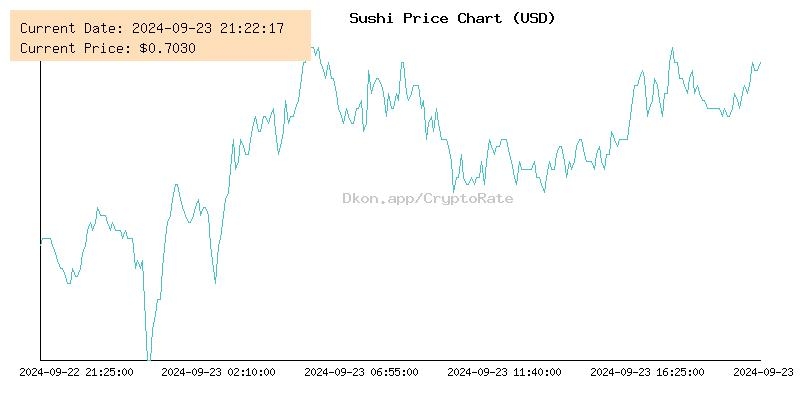 Sushi Price Chart (USD)
Current Date: 2024-09-23 21:22:17
Current Price: $0.7030
Dkon.app/CryptoRate
2024-09-22 21:25:00 2024-09-23 02:10:00 2024-09-23 06:55:00 2024-09-23 11:40:00 2024-09-23 16:25:00 2024-09-23